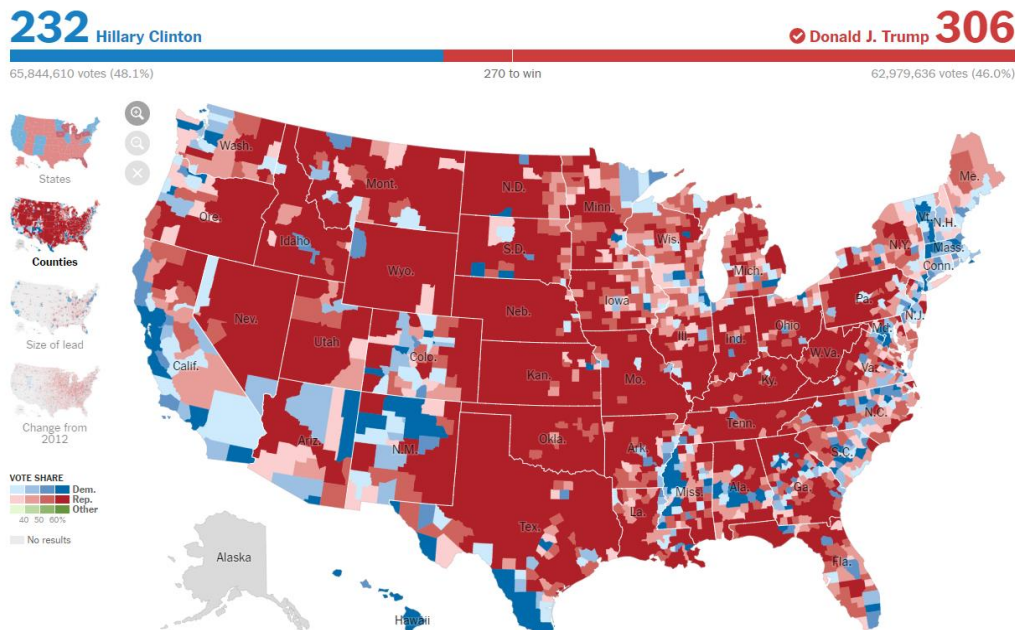 232 Hillary Clinton
Donald J. Trump 306
65,844,610 votes (48.1%)
270 to win
62,979,636 votes (46.0%)
States
Counties
Size of lead
Change from
2012
VOTE SHARE
Dem.
Rep.
Other
40 50 60%
No results
Wash.
Ore.
Calif.
Nev.
Idaho
Mont.
Wyo.
Utah
Ariz.
Colo.
N.M.
N.D.
S.D.
Neb.
Kan.
Okla.
Tex.
Minn.
Iowa
Mo.
Ark.
La.
Wis.
Ill.
Mich.
Ind.
Ohio
Ky.
Tenn.
Miss.
Ala.
Ga.
Fla.
S.C.
N.C.
Va.
W.Va.
Md.
Pa.
N.J.
N.Y.
Conn.
Mass.
Vt.
N.H.
Me.
Alaska
Hawaii